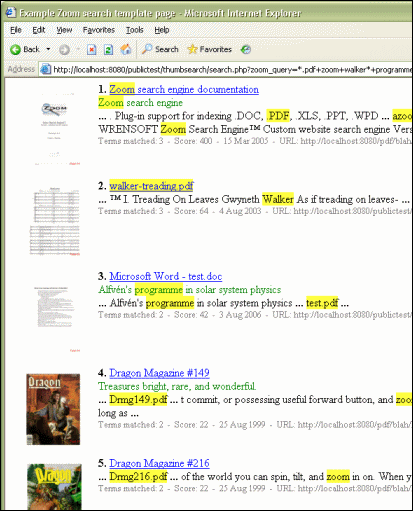 Example Zoom search template page - Microsoft Internet Explorer
File Edit View Favorites Tools Help
Back Search Favorites
Address http://localhost:8080/publictest/thumbsearch/search.php?zoom_query=*.pdf+zoom+walker*+programme
1. Zoom search engine documentation
Zoom search engine
... . Plug-in support for indexing .DOC, .PDF, .XLS, .PPT, .WPD ... azoo
WRENSOFT Zoom Search Engine™ Custom website search engine Vers
Terms matched: 3 - Score: 400 - 15 Mar 2005 - URL: http://localhost:8080/pdf/blah
2. walker-treading.pdf
... ™ I. Treading On Leaves Gwyneth Walker As if treading on leaves- ...
Terms matched: 3 - Score: 64 - 4 Aug 2003 - URL: http://localhost:8080/publictest/
3. Microsoft Word - test.doc
Alfvén's programme in solar system physics
... Alfvén's programme in solar system physics ... test.pdf ...
Terms matched: 2 - Score: 42 - 3 Aug 2006 - URL: http://localhost:8080/publictest/
Dragon
4. Dragon Magazine #149
Treasures bright, rare, and wonderful.
... Drmg149.pdf ... t commit, or possessing useful forward button, and zoo
long as ...
Terms matched: 2 - Score: 22 - 25 Aug 1999 - URL: http://localhost:8080/pdf/blah/
Dragon
5. Dragon Magazine #216
... Drmg216.pdf ... of the world you can spin, tilt, and zoom in on. When y
Terms matched: 2 - Score: 22 - 25 Aug 1999 - URL: http://localhost:8080/pdf/blah/